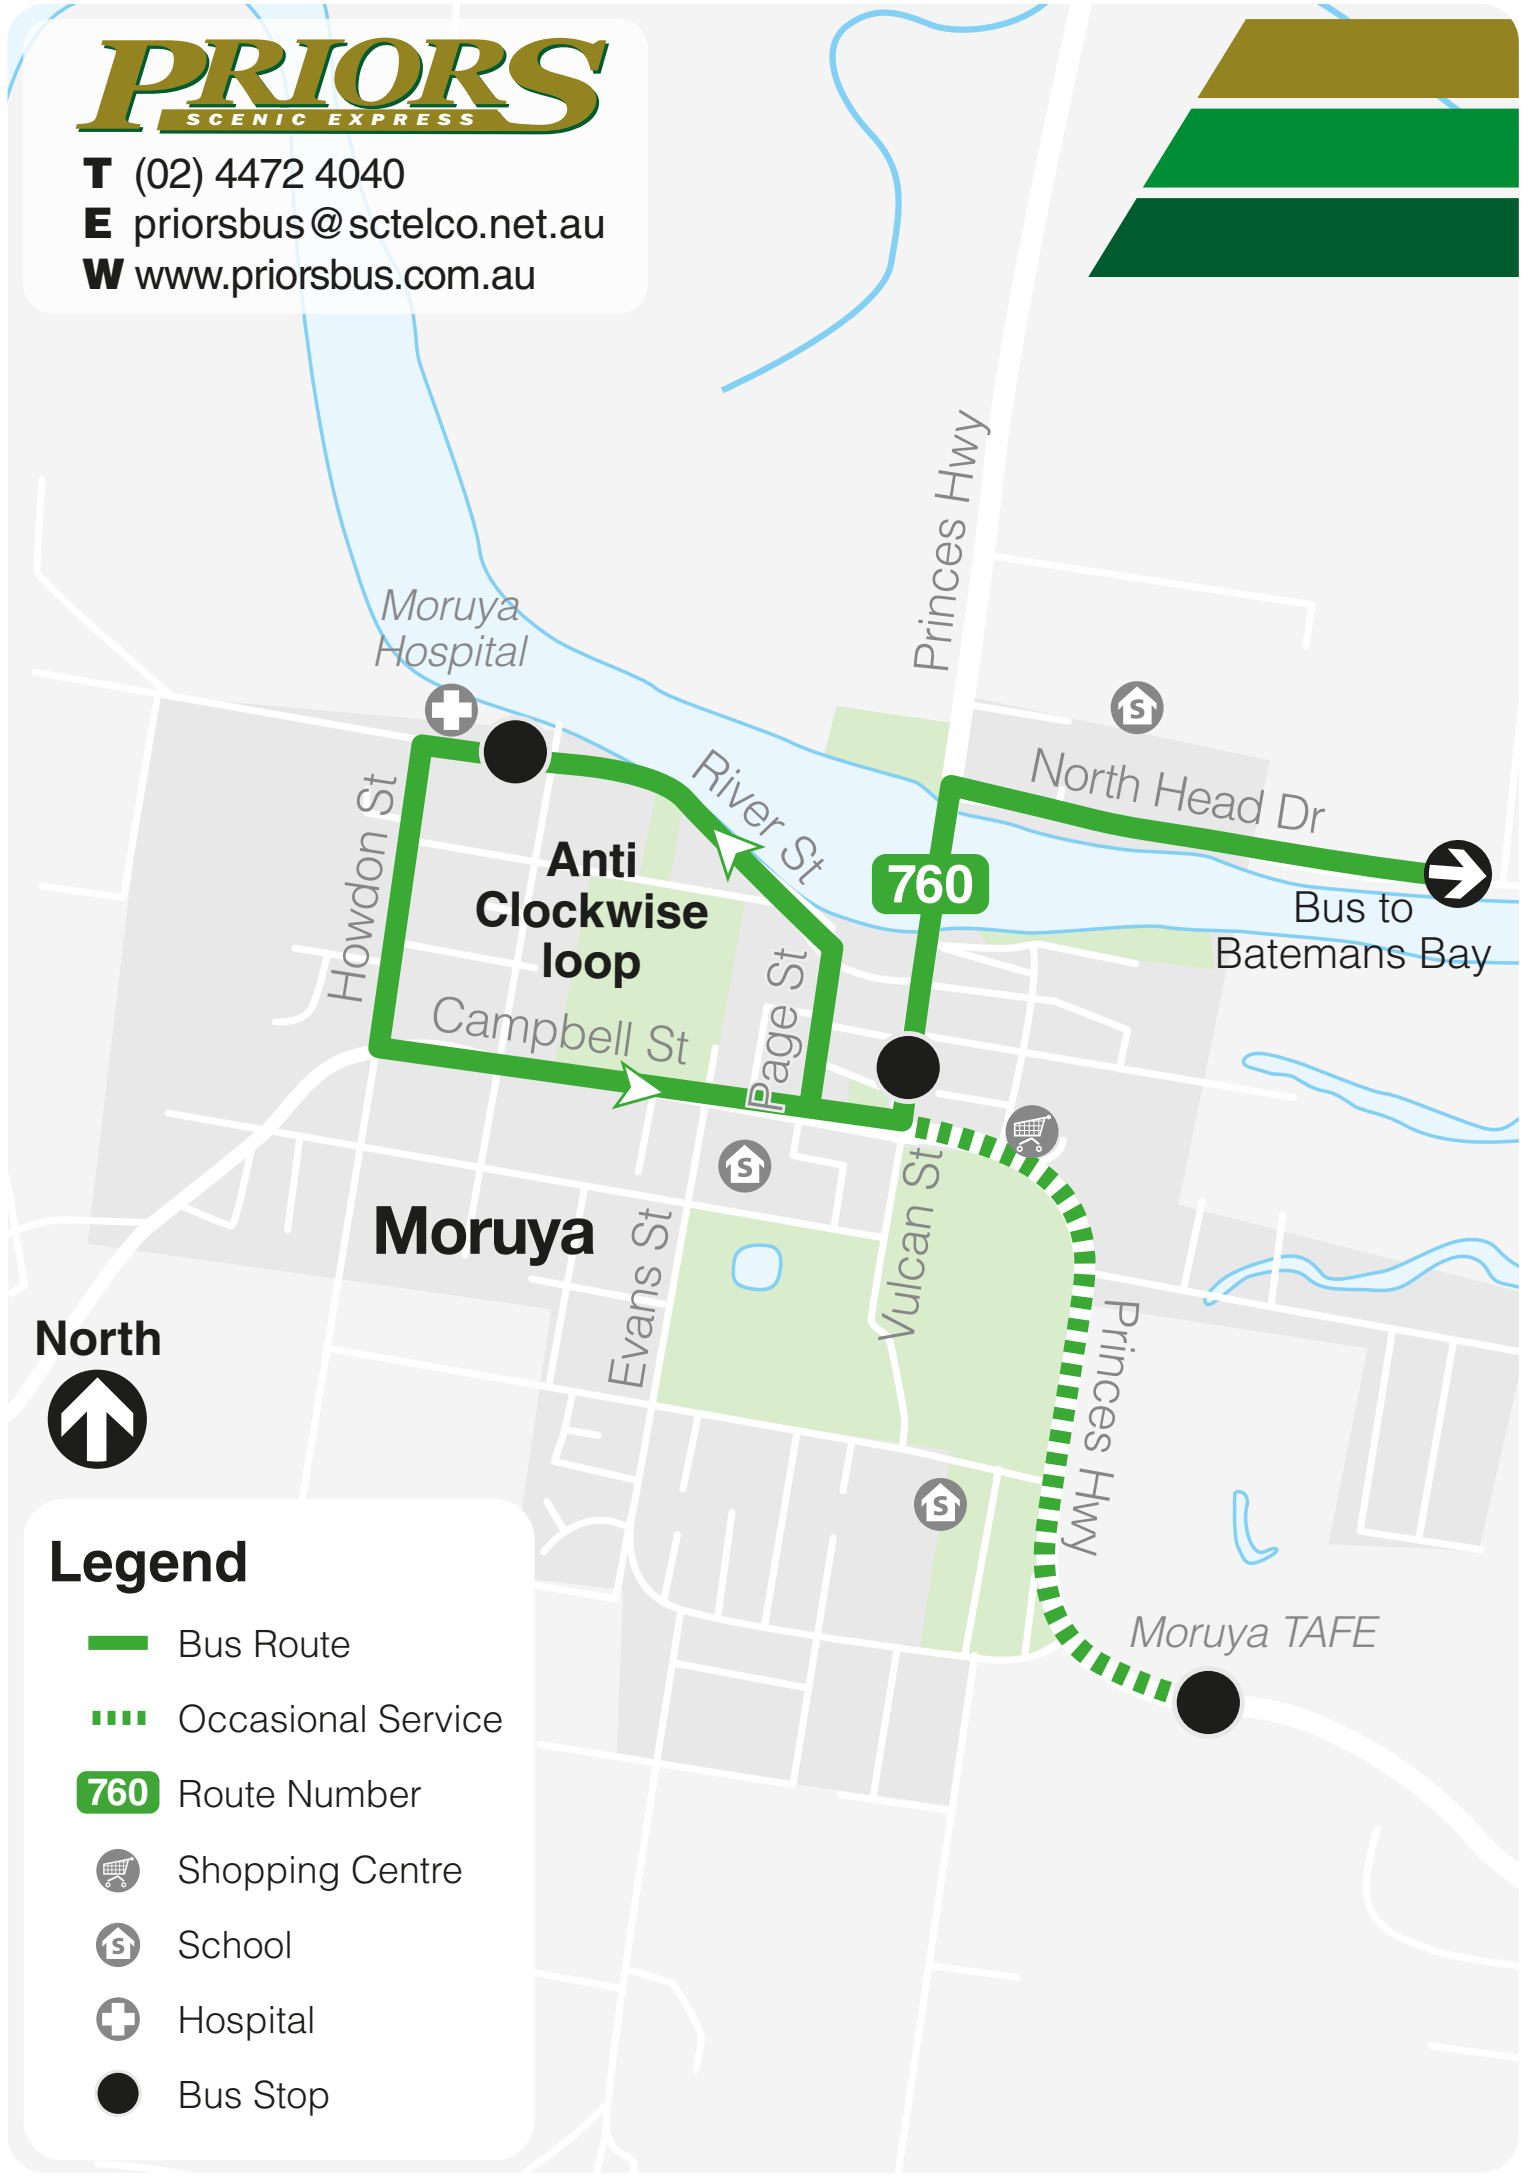 PRIORS
SCENIC EXPRESS
T (02) 4472 4040
E priorsbus@sctelco.net.au
W www.priorsbus.com.au
Princes Hwy
Moruya
Hospital
S
North Head Dr
River St
Howdon St
Anti
Clockwise
loop
760
Bus to
Batemans Bay
Page St
Campbell St
S
Vulcan St
Moruya
Evans St
Princes Hwy
North
S
Moruya TAFE
Legend
Bus Route
Occasional Service
760 Route Number
Shopping Centre
S School
Hospital
Bus Stop